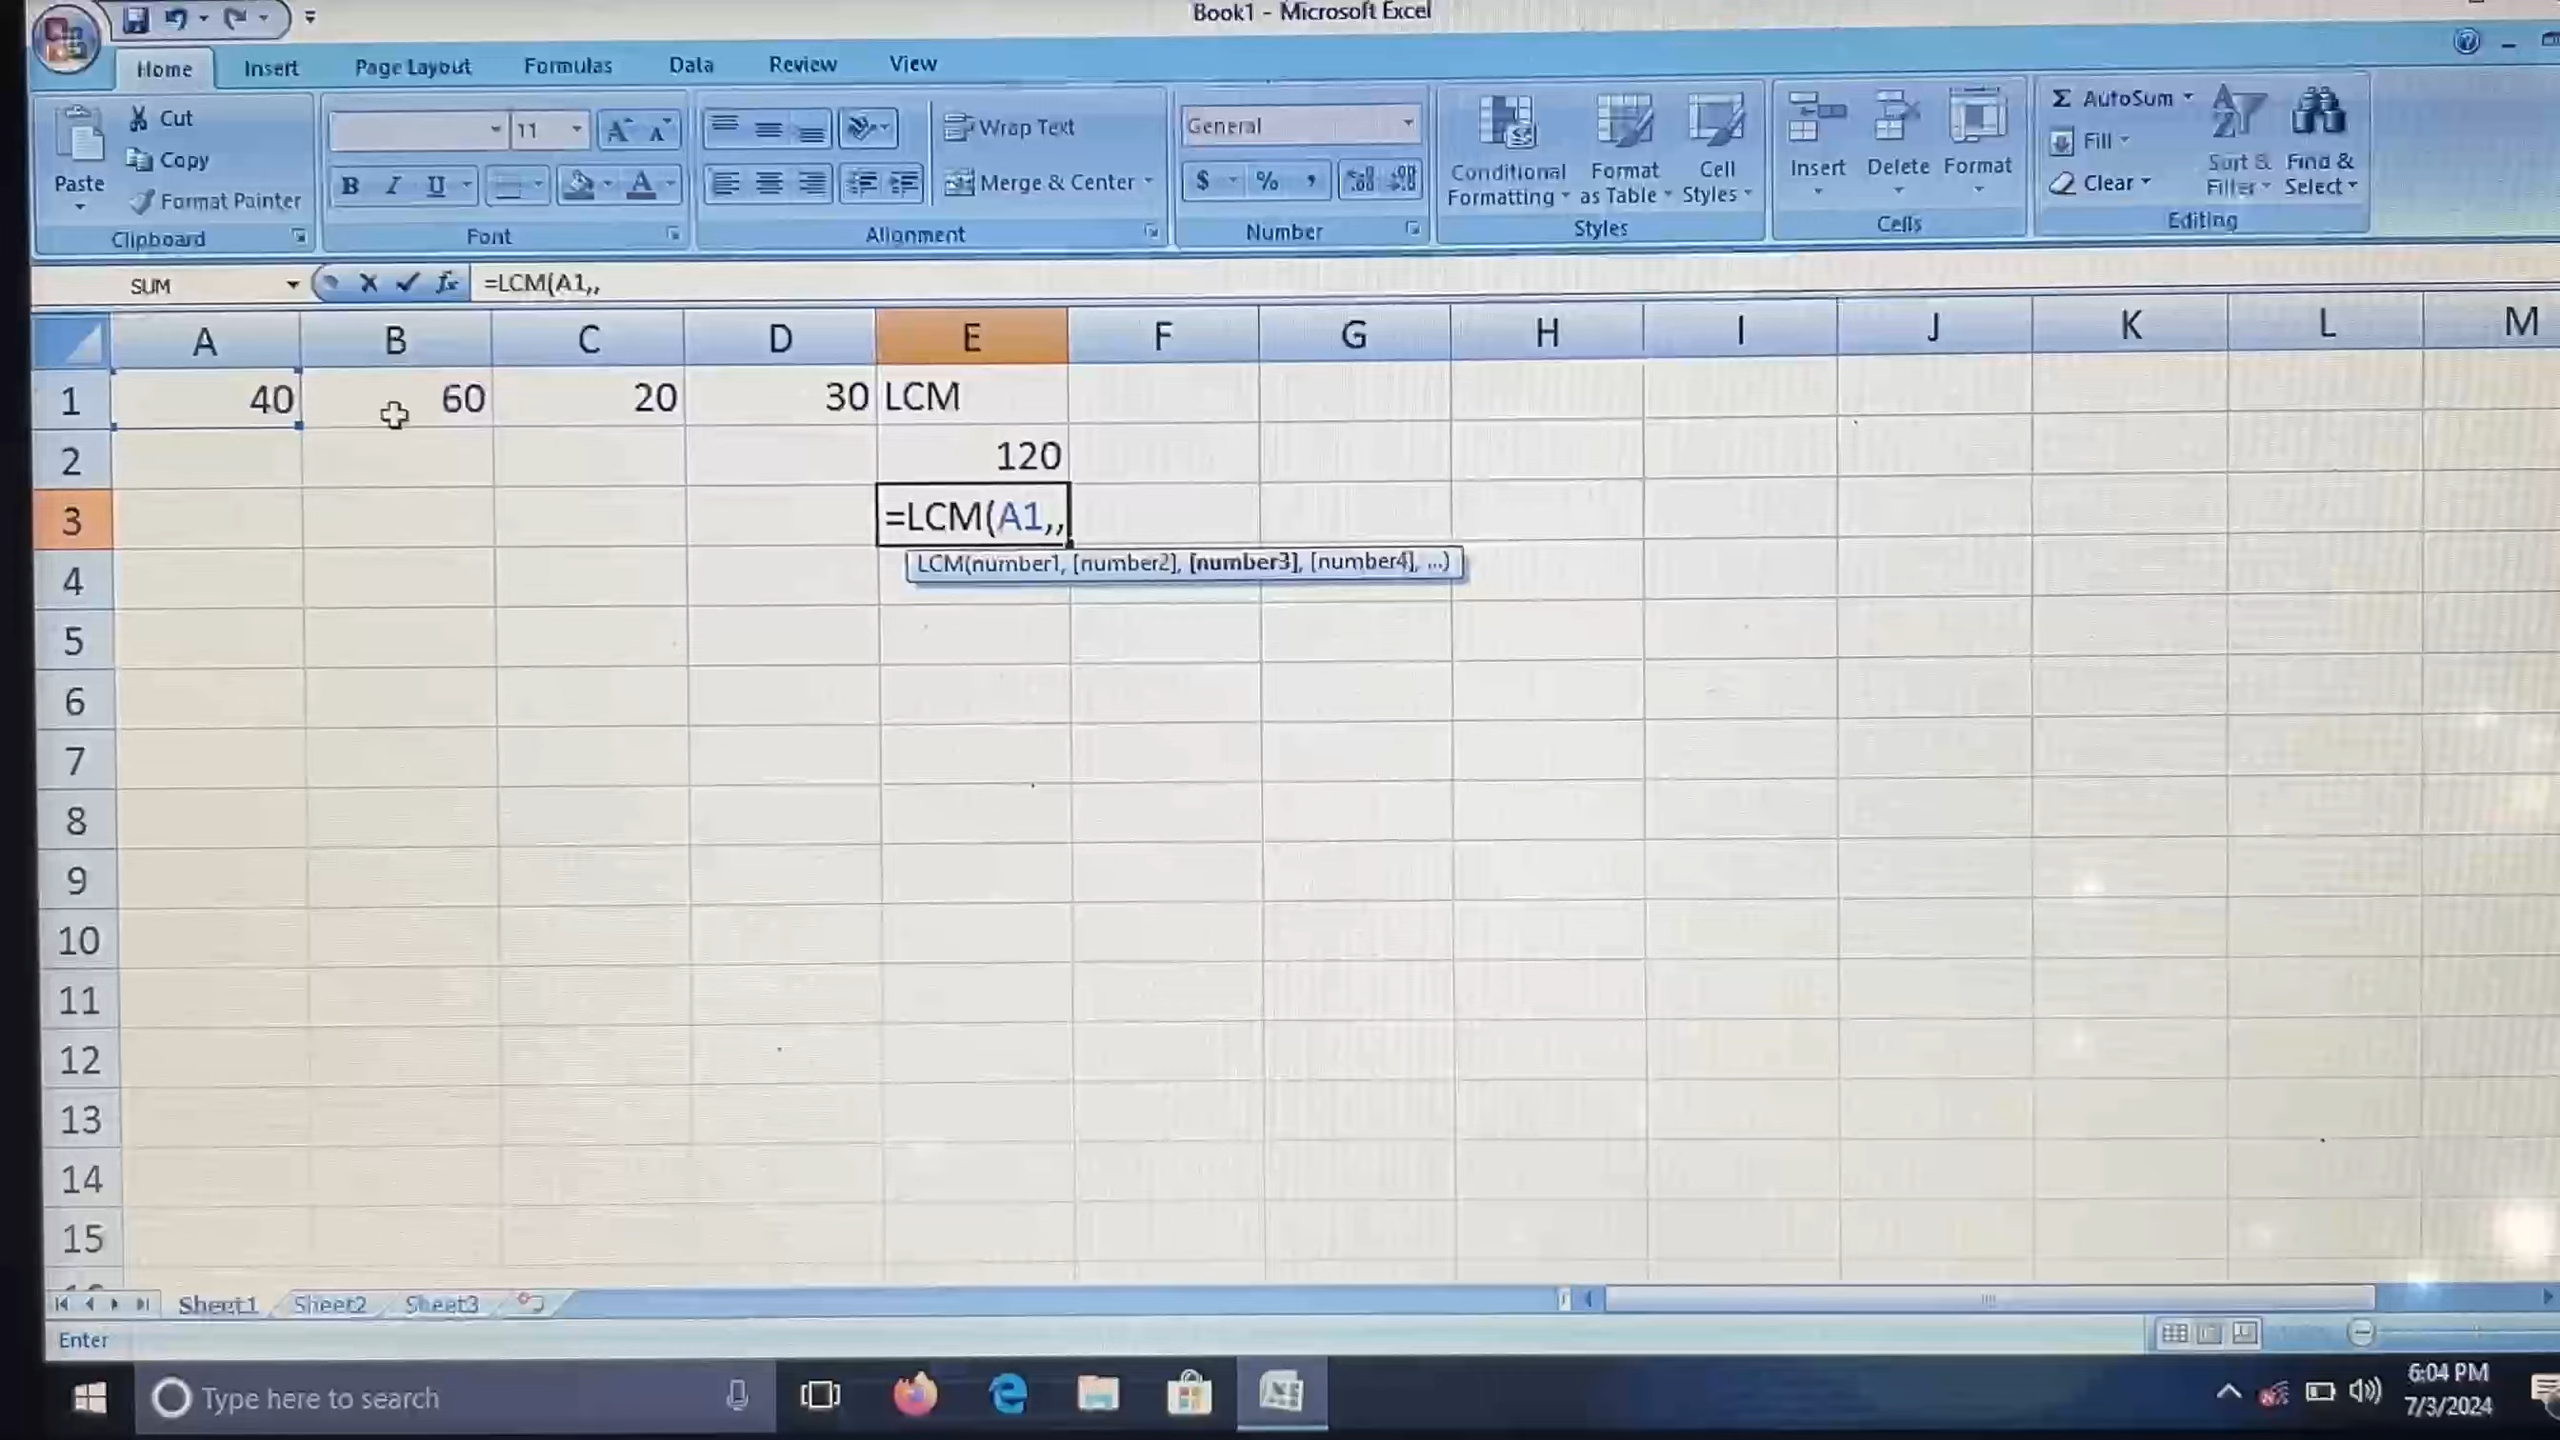 Book1 - Microsoft Excel
Home Insert Page Layout Formulas Data Review View
Paste
Cut
Copy
Format Painter
Clipboard
11
A A
B I U A
Font
Wrap Text
Merge & Center
Alignment
General
$ % ,
Number
Conditional Formatting
Format as Table
Cell Styles
Styles
Insert Delete Format
Cells
Σ AutoSum
Fill
Clear
Sort & Filter
Find & Select
Editing
SUM fx =LCM(A1,,
A B C D E F G H I J K L M
1 40 60 20 30 LCM
2 120
3 =LCM(A1,,
LCM(number1, [number2], [number3], [number4], ...)
4
5
6
7
8
9
10
11
12
13
14
15
Sheet1 Sheet2 Sheet3
Enter
Type here to search
6:04 PM
7/3/2024